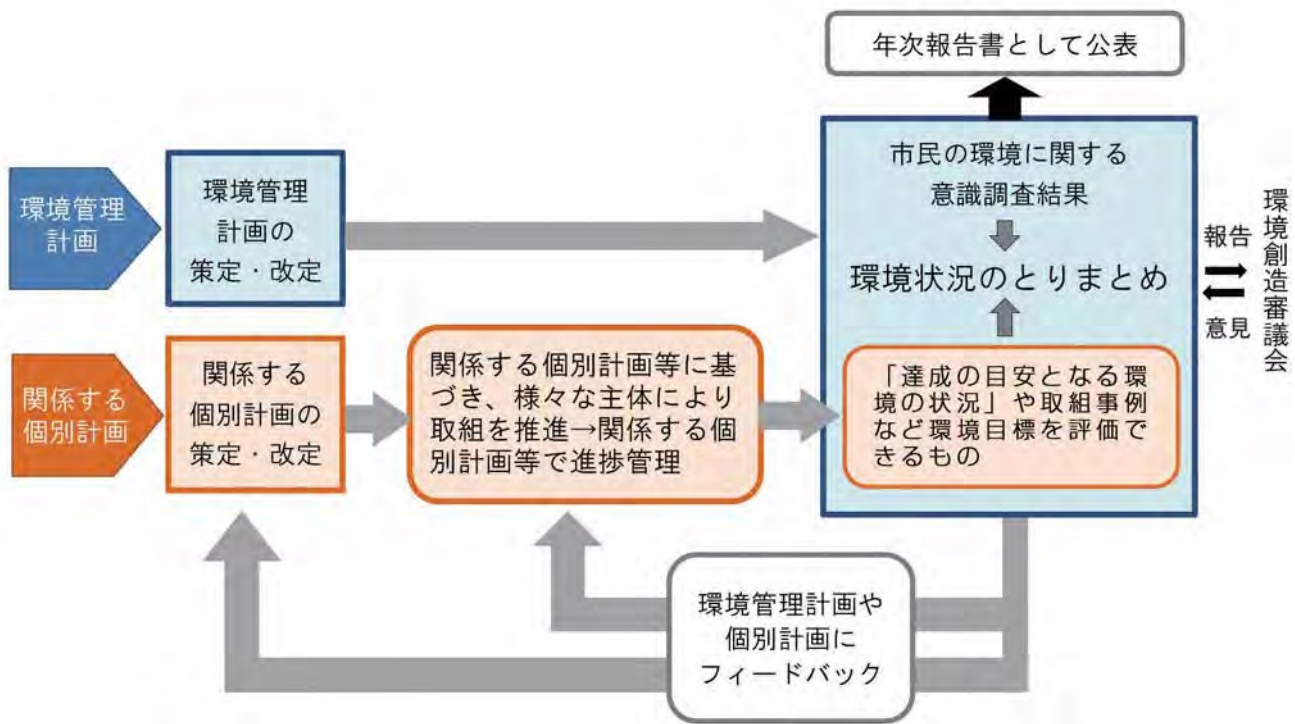 年次報告書として公表
環境管理
計画
環境管理
計画の
策定・改定
市民の環境に関する
意識調査結果
環境状況のとりまとめ
報告
意見
環境創造審議会
関係する
個別計画
関係する
個別計画の
策定・改定
関係する個別計画等に基
づき、様々な主体により
取組を推進→関係する個
別計画等で進捗管理
「達成の目安となる環
境の状況」や取組事例
など環境目標を評価で
きるもの
環境管理計画や
個別計画に
フィードバック